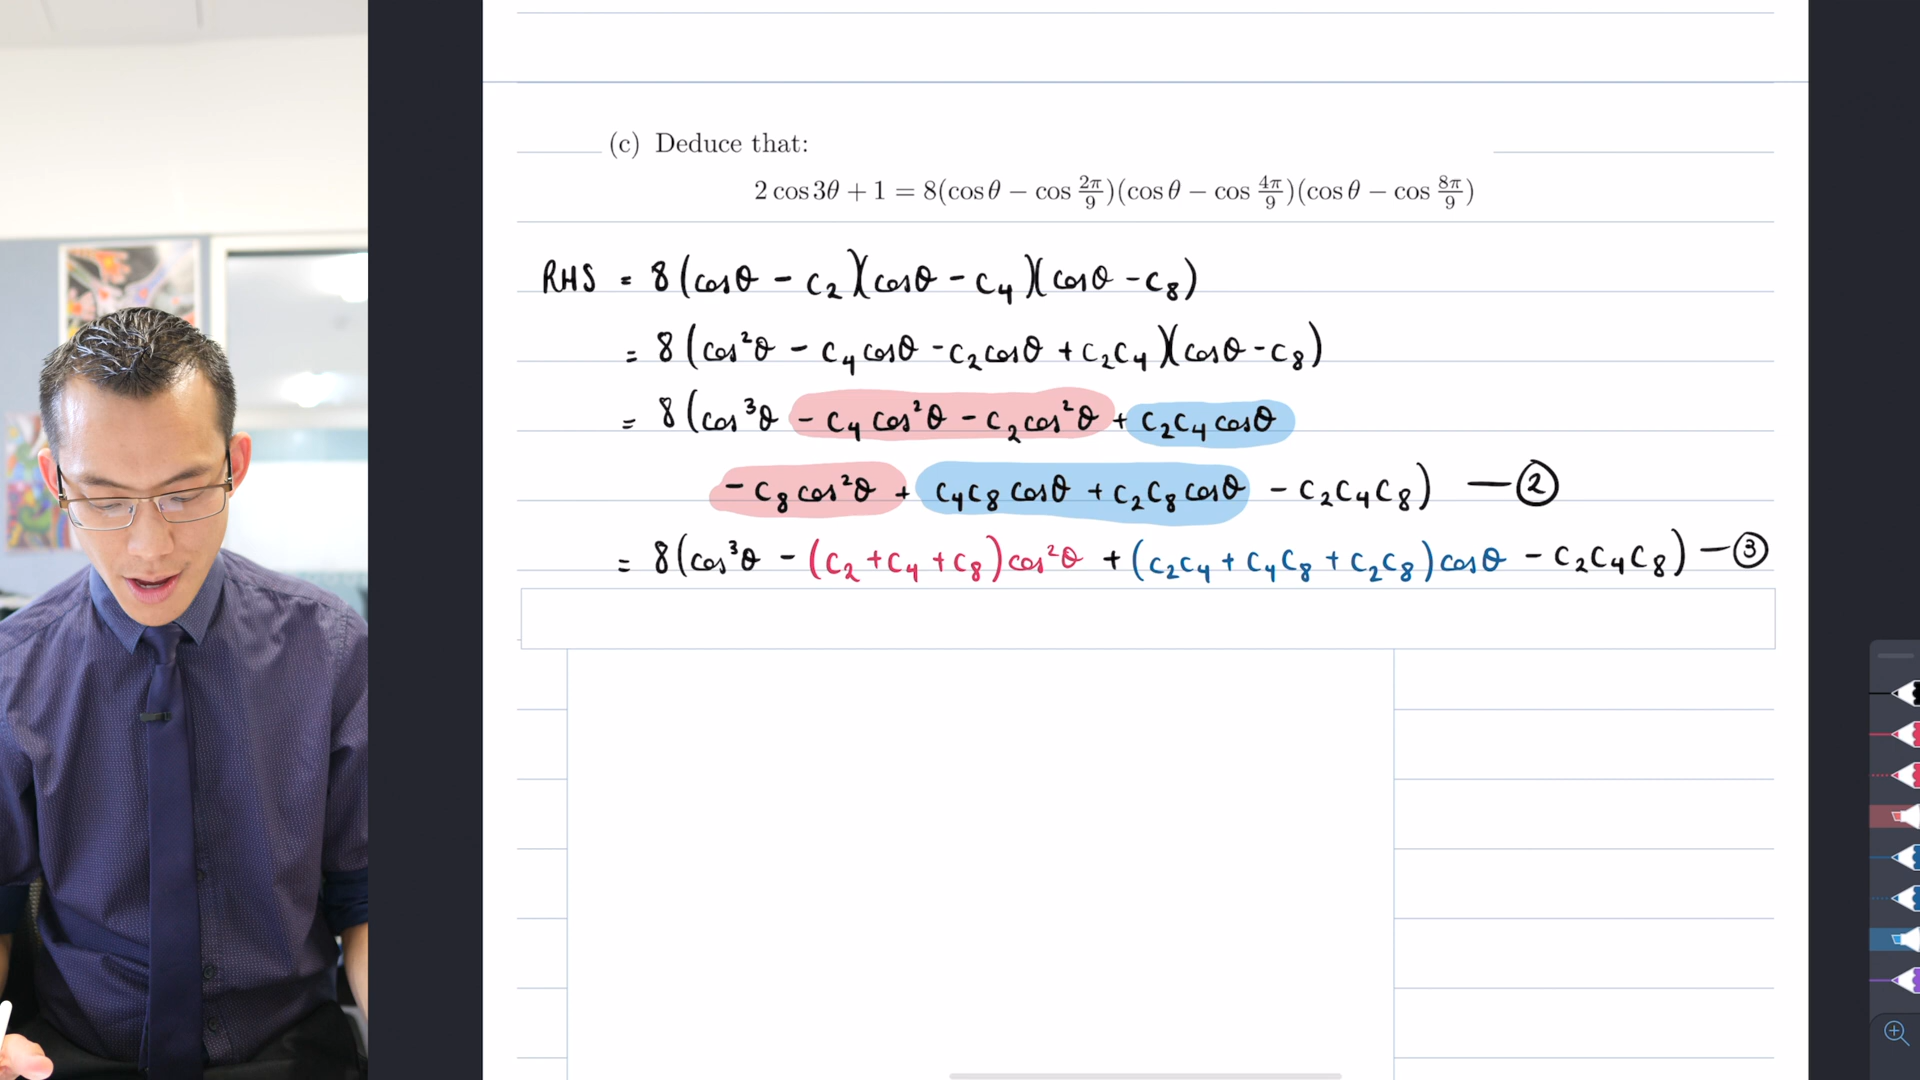 (c) Deduce that:
2 cos 3θ + 1 = 8(cos θ − cos 2π/9)(cos θ − cos 4π/9)(cos θ − cos 8π/9)
RHS = 8(cosθ − c₂)(cosθ − c₄)(cosθ − c₈)
= 8(cos²θ − c₄cosθ − c₂cosθ + c₂c₄)(cosθ − c₈)
= 8(cos³θ − c₄cos²θ − c₂cos²θ + c₂c₄cosθ
− c₈cos²θ + c₄c₈cosθ + c₂c₈cosθ − c₂c₄c₈) —②
= 8(cos³θ − (c₂ + c₄ + c₈)cos²θ + (c₂c₄ + c₄c₈ + c₂c₈)cosθ − c₂c₄c₈) —③